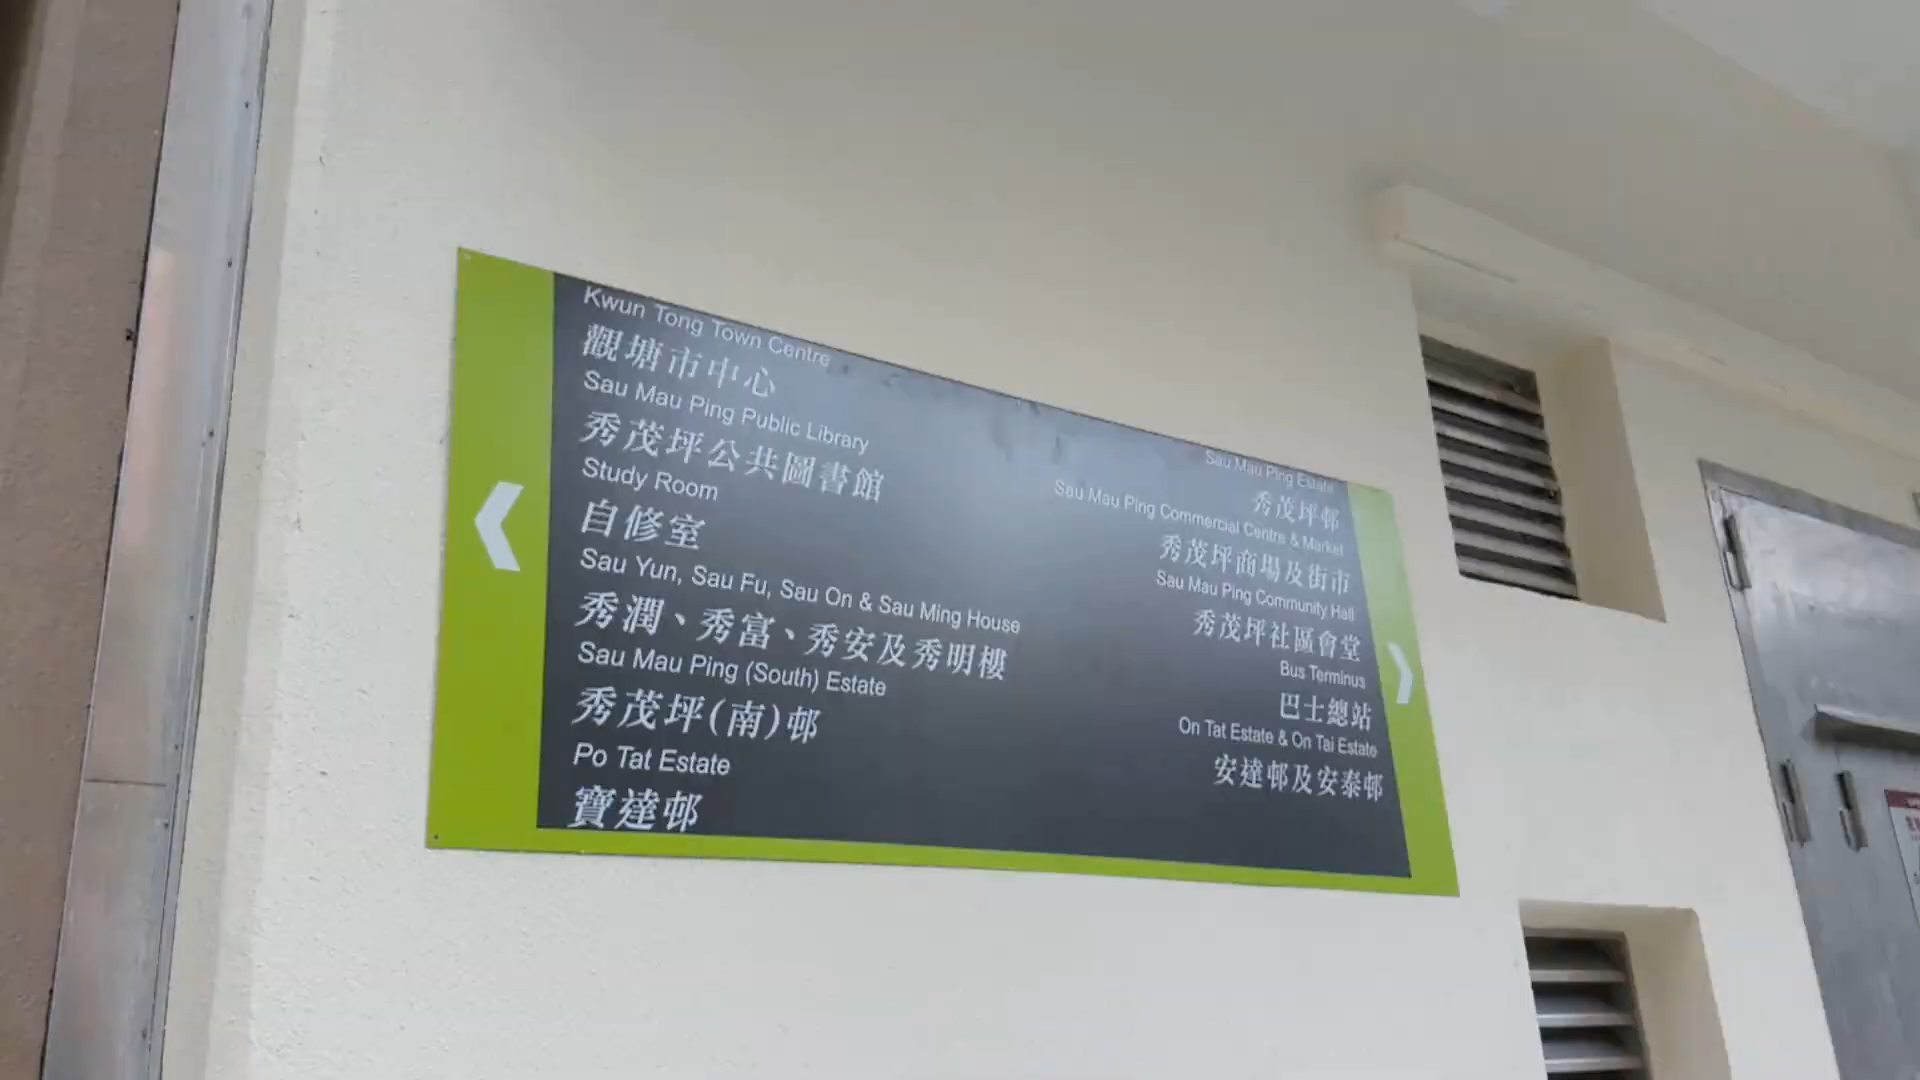 Kwun Tong Town Centre
觀塘市中心
Sau Mau Ping Public Library
秀茂坪公共圖書館
Study Room
自修室
Sau Yun, Sau Fu, Sau On & Sau Ming House
秀潤、秀富、秀安及秀明樓
Sau Mau Ping (South) Estate
秀茂坪(南)邨
Po Tat Estate
寶達邨
Sau Mau Ping Estate
秀茂坪邨
Sau Mau Ping Commercial Centre & Market
秀茂坪商場及街市
Sau Mau Ping Community Hall
秀茂坪社區會堂
Bus Terminus
巴士總站
On Tat Estate & On Tai Estate
安達邨及安泰邨